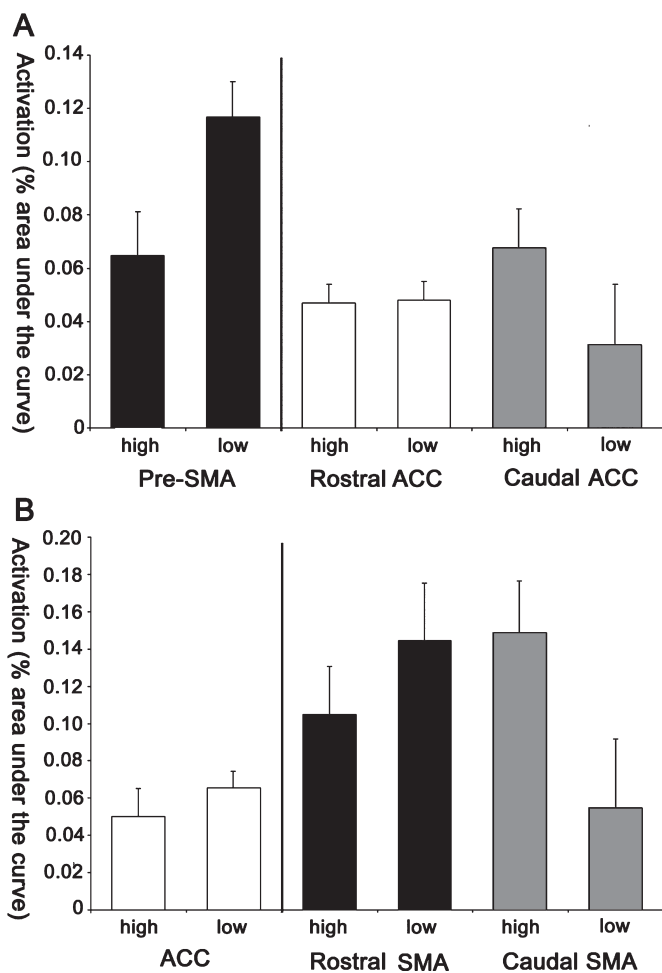 A
Activation (% area under the curve)
0.14
0.12
0.10
0.08
0.06
0.04
0.02
0
high low high low high low
Pre-SMA Rostral ACC Caudal ACC
B
Activation (% area under the curve)
0.20
0.18
0.16
0.14
0.12
0.10
0.08
0.06
0.04
0.02
0
high low high low high low
ACC Rostral SMA Caudal SMA